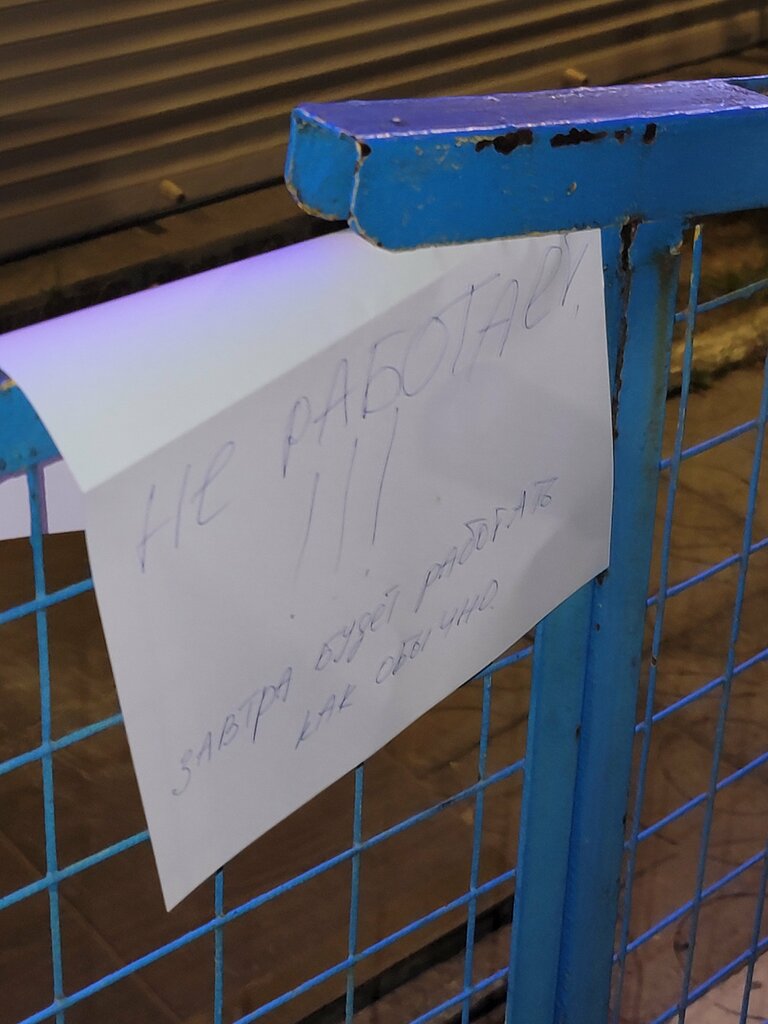 НЕ РАБОТАЕТ
!!!
ЗАВТРА БУДЕТ РАБОТАТЬ
КАК ОБЫЧНО.